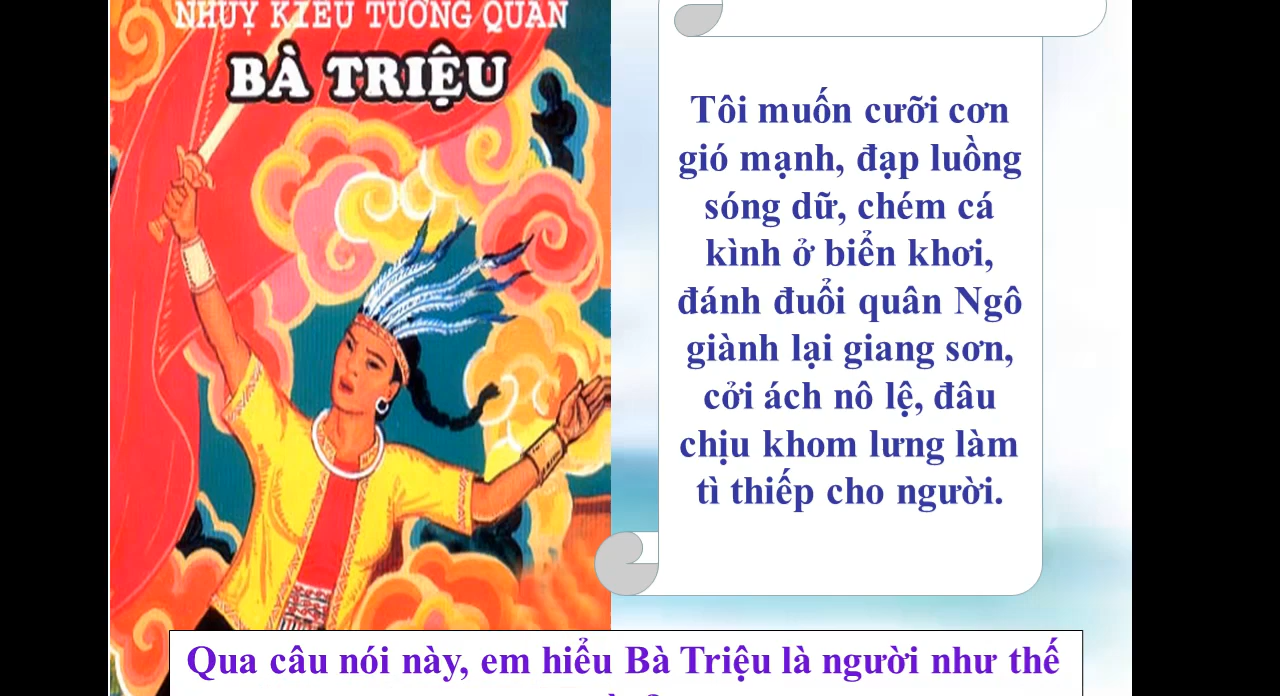 NHUỴ KIỀU TƯỚNG QUÂN
BÀ TRIỆU
Tôi muốn cưỡi cơn
gió mạnh, đạp luồng
sóng dữ, chém cá
kình ở biển khơi,
đánh đuổi quân Ngô
giành lại giang sơn,
cởi ách nô lệ, đâu
chịu khom lưng làm
tì thiếp cho người.
Qua câu nói này, em hiểu Bà Triệu là người như thế